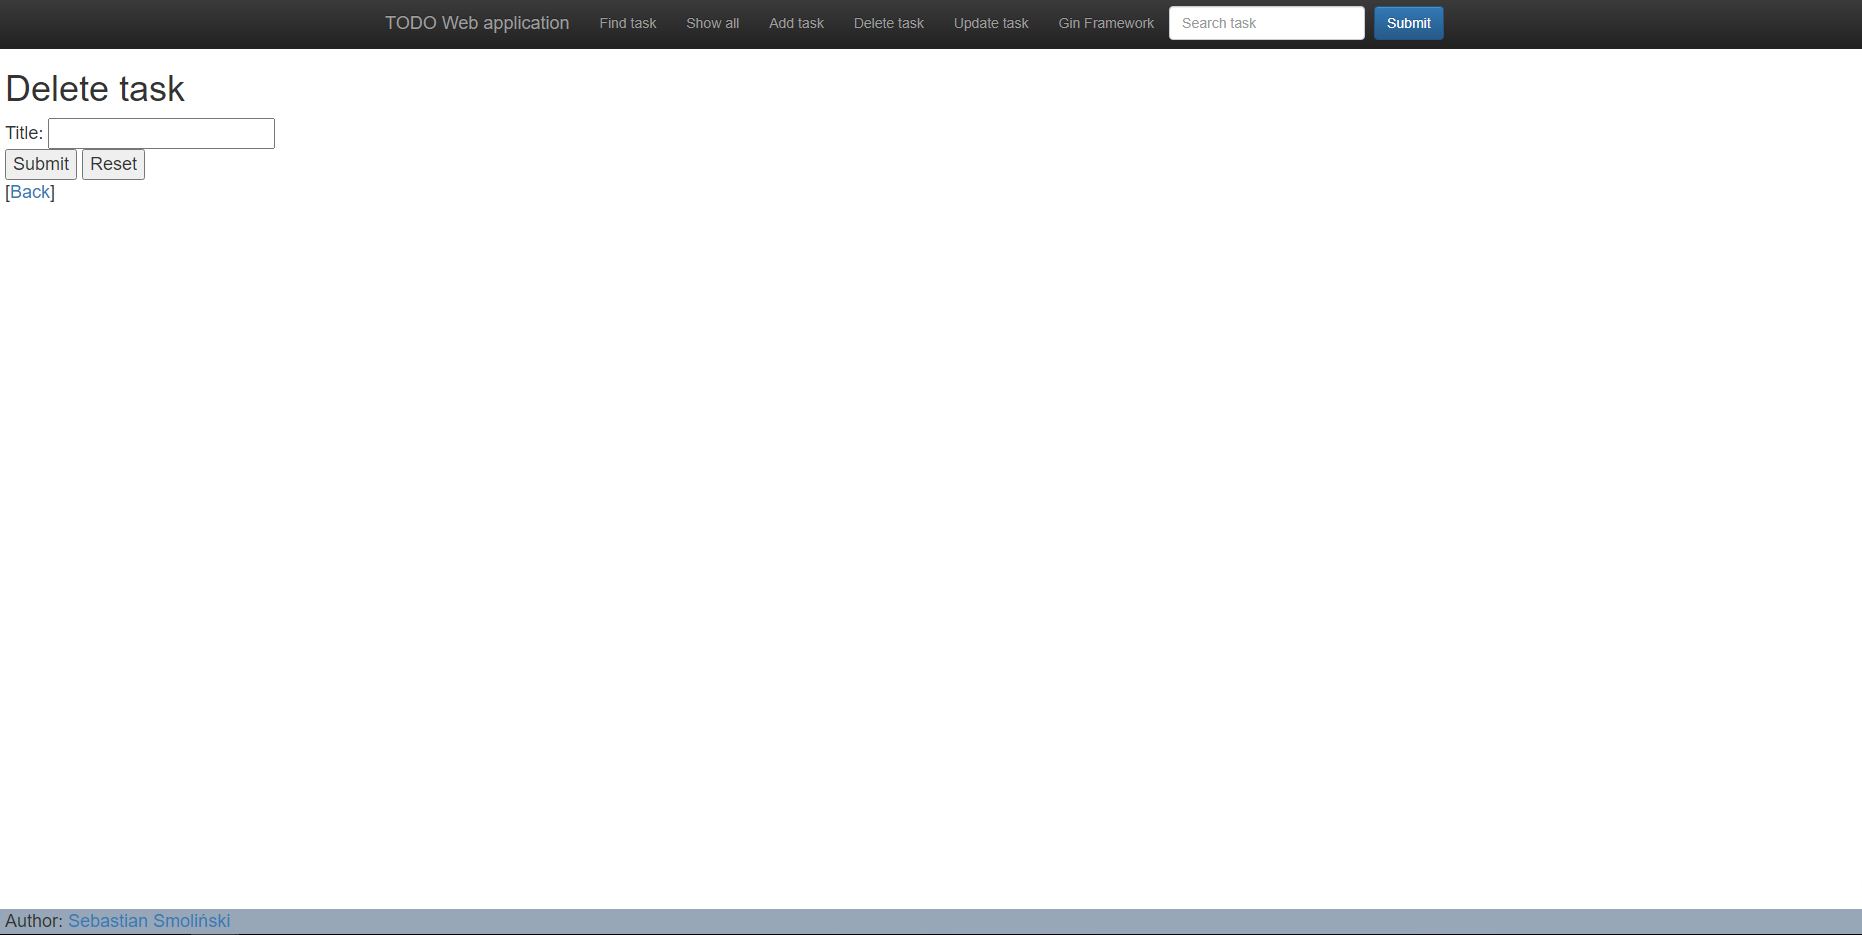 TODO Web application Find task Show all Add task Delete task Update task Gin Framework Search task Submit
Delete task
Title:
Submit Reset
[Back]
Author: Sebastian Smoliński